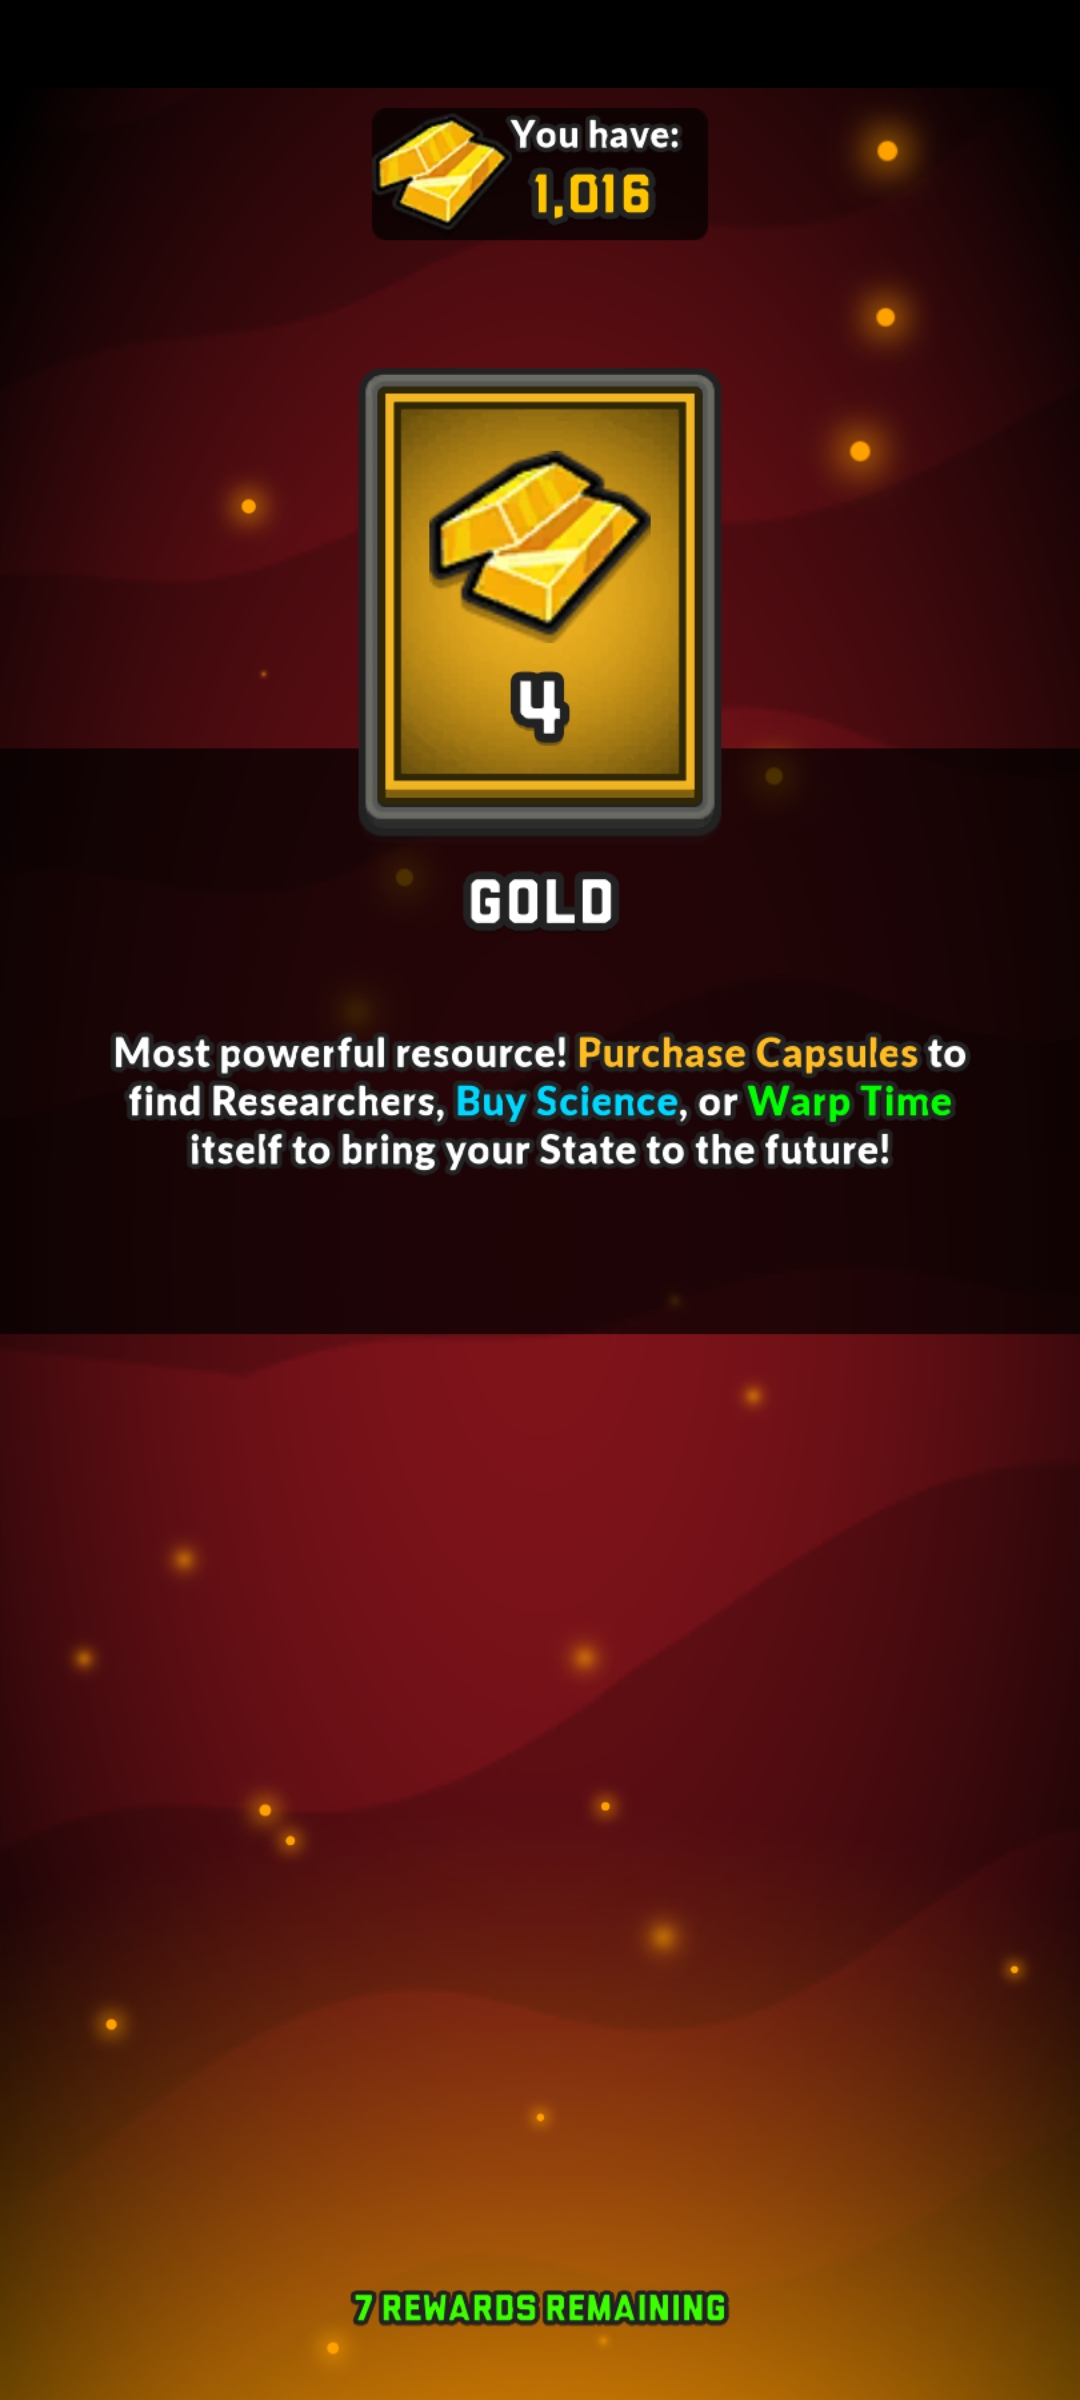 You have:
1,016
4
GOLD
Most powerful resource! Purchase Capsules to
find Researchers, Buy Science, or Warp Time
itself to bring your State to the future!
7 REWARDS REMAINING